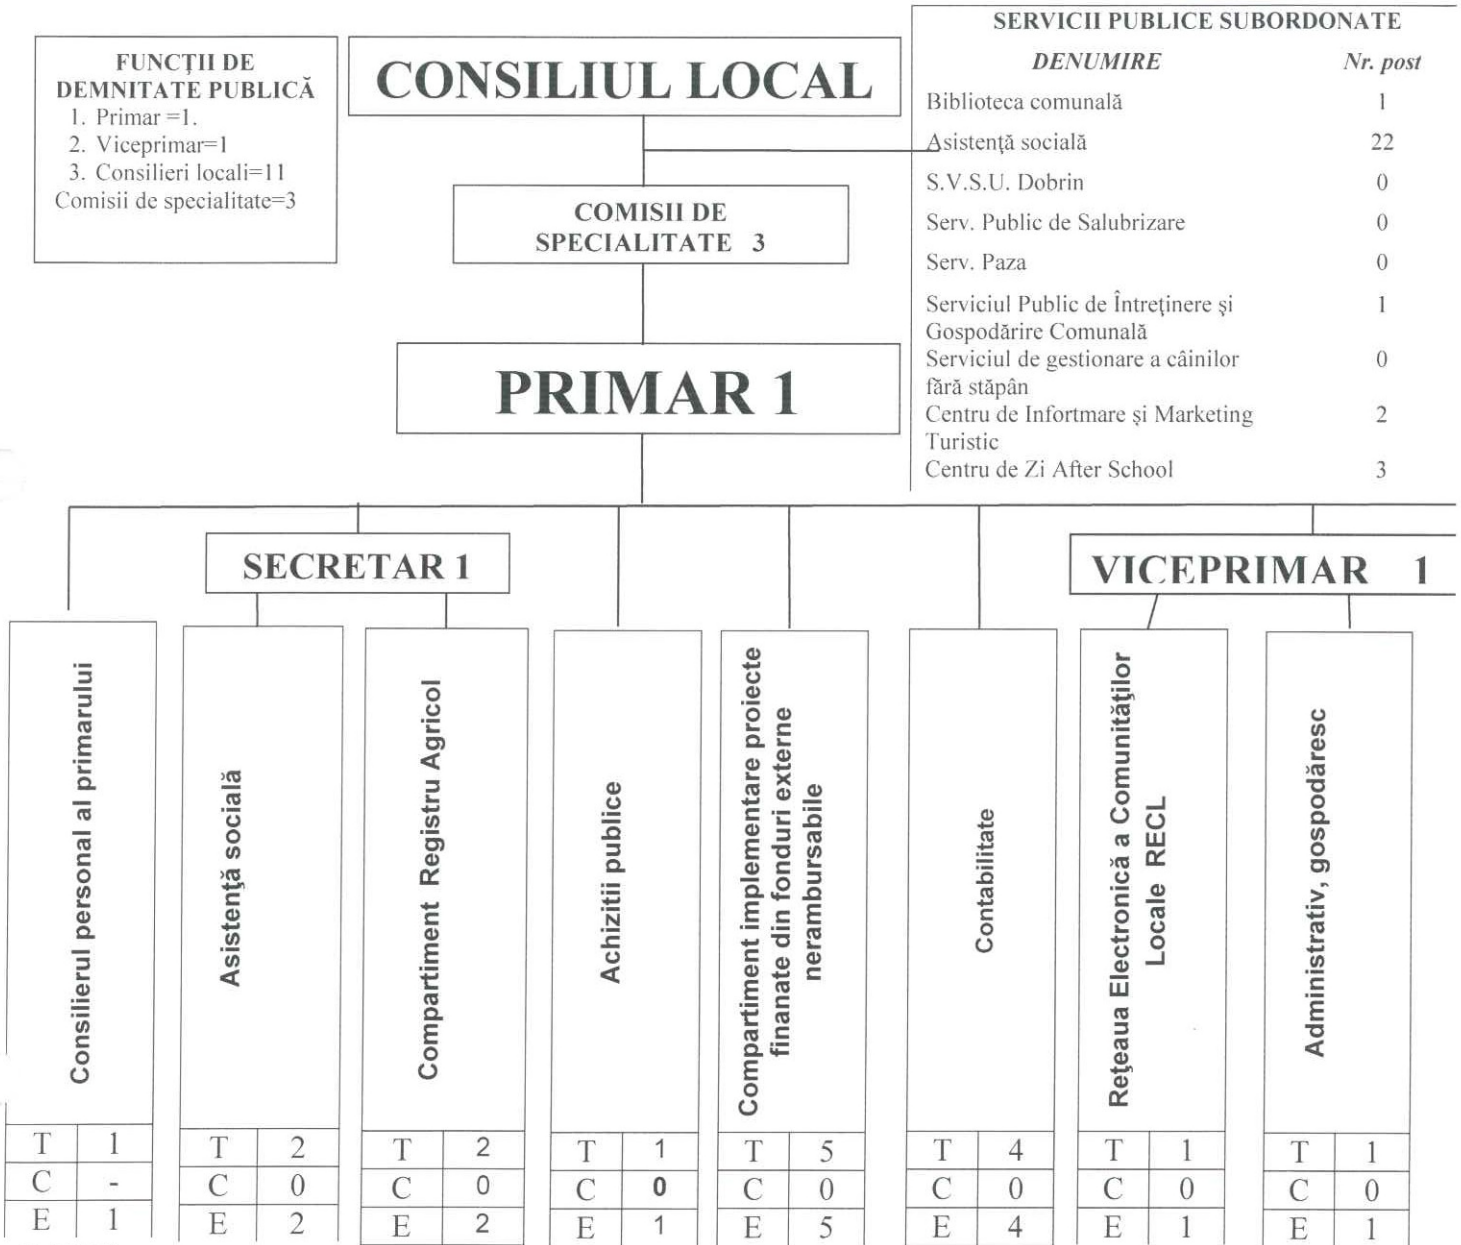 FUNCŢII DE
DEMNITATE PUBLICĂ
1. Primar =1.
2. Viceprimar=1
3. Consilieri locali=11
Comisii de specialitate=3
CONSILIUL LOCAL
COMISII DE
SPECIALITATE 3
PRIMAR 1
SERVICII PUBLICE SUBORDONATE
DENUMIRE Nr. post
Biblioteca comunală 1
Asistenţă socială 22
S.V.S.U. Dobrin 0
Serv. Public de Salubrizare 0
Serv. Paza 0
Serviciul Public de Întreţinere şi 1
Gospodărire Comunală
Serviciul de gestionare a câinilor 0
fără stăpân
Centru de Infortmare şi Marketing 2
Turistic
Centru de Zi After School 3
SECRETAR 1
VICEPRIMAR 1
Consilierul personal al primarului
T 1
C -
E 1
Asistenţă socială
T 2
C 0
E 2
Compartiment Registru Agricol
T 2
C 0
E 2
Achizitii publice
T 1
C 0
E 1
Compartiment implementare proiecte
finanate din fonduri externe
nerambursabile
T 5
C 0
E 5
Contabilitate
T 4
C 0
E 4
Reţeaua Electronică a Comunităţilor
Locale RECL
T 1
C 0
E 1
Administrativ, gospodăresc
T 1
C 0
E 1